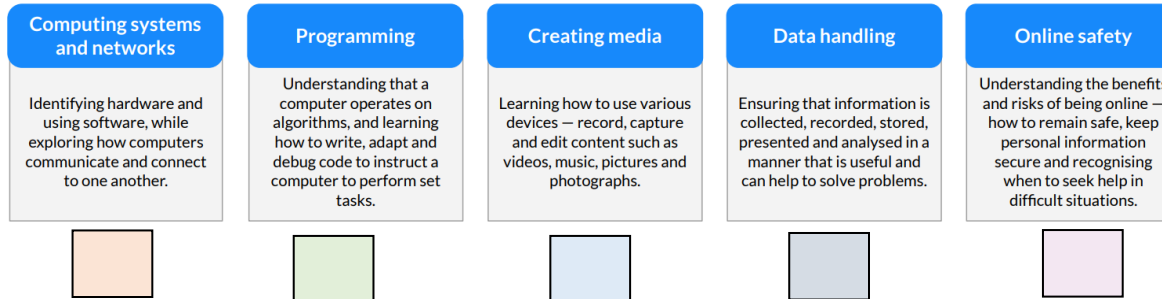 Computing systems
and networks
Identifying hardware and
using software, while
exploring how computers
communicate and connect
to one another.
Programming
Understanding that a
computer operates on
algorithms, and learning
how to write, adapt and
debug code to instruct a
computer to perform set
tasks.
Creating media
Learning how to use various
devices — record, capture
and edit content such as
videos, music, pictures and
photographs.
Data handling
Ensuring that information is
collected, recorded, stored,
presented and analysed in a
manner that is useful and
can help to solve problems.
Online safety
Understanding the benefits
and risks of being online —
how to remain safe, keep
personal information
secure and recognising
when to seek help in
difficult situations.